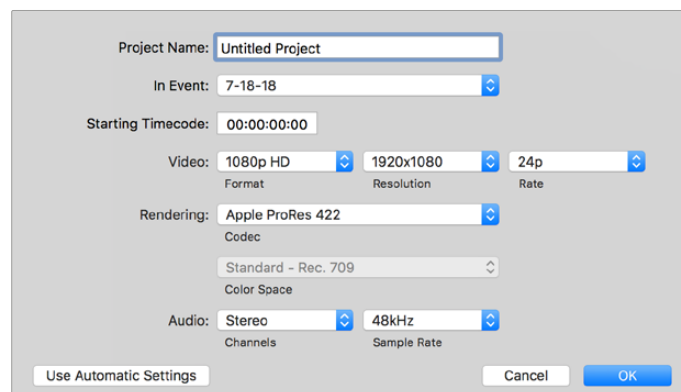 Project Name: Untitled Project
In Event: 7-18-18
Starting Timecode: 00:00:00:00
Video: 1080p HD 1920x1080 24p
Format Resolution Rate
Rendering: Apple ProRes 422
Codec
Standard - Rec. 709
Color Space
Audio: Stereo 48kHz
Channels Sample Rate
Use Automatic Settings Cancel OK